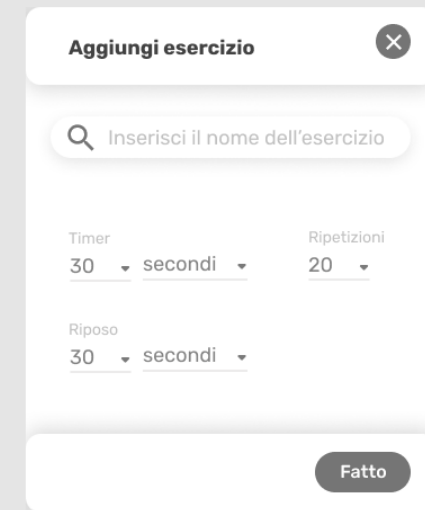 Aggiungi esercizio
Inserisci il nome dell'esercizio
Timer
30 secondi
Ripetizioni
20
Riposo
30 secondi
Fatto